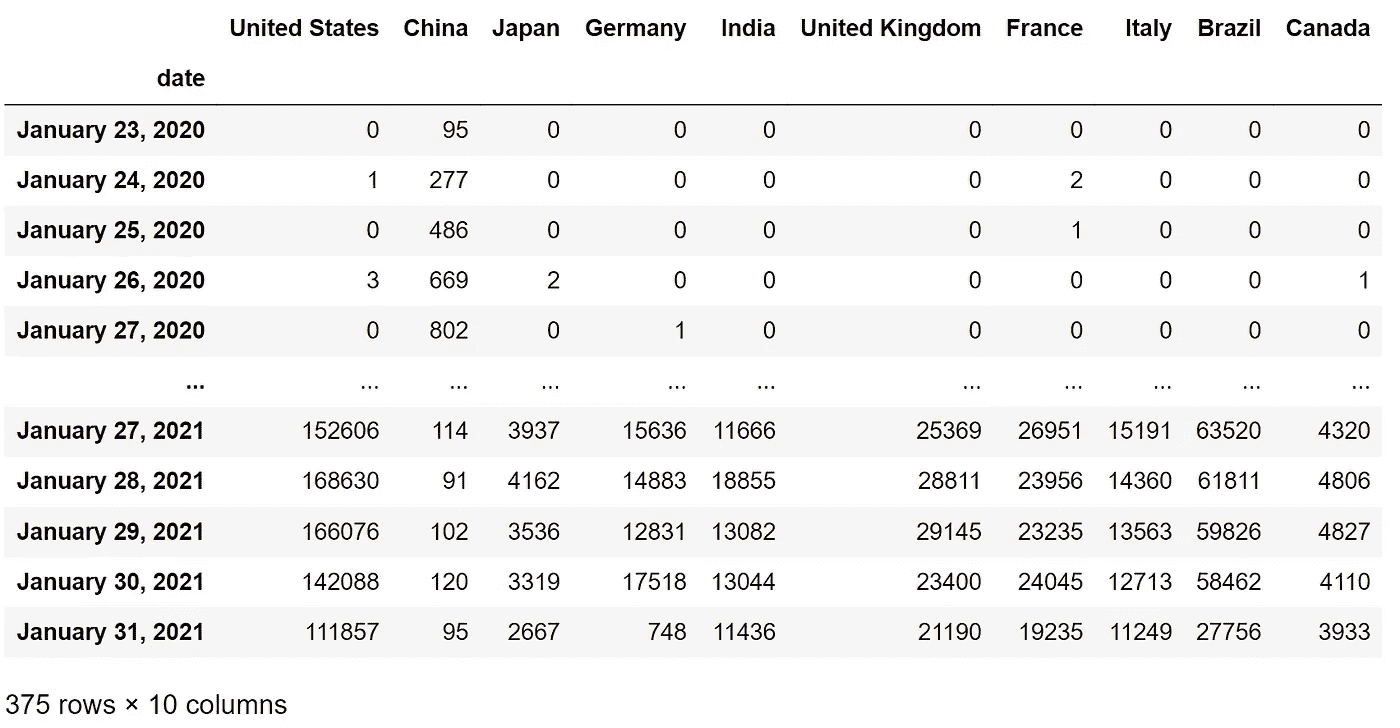 United States China Japan Germany India United Kingdom France Italy Brazil Canada
date
January 23, 2020 0 95 0 0 0 0 0 0 0 0
January 24, 2020 1 277 0 0 0 0 2 0 0 0
January 25, 2020 0 486 0 0 0 0 1 0 0 0
January 26, 2020 3 669 2 0 0 0 0 0 0 1
January 27, 2020 0 802 0 1 0 0 0 0 0 0
... ... ... ... ... ... ... ... ... ... ...
January 27, 2021 152606 114 3937 15636 11666 25369 26951 15191 63520 4320
January 28, 2021 168630 91 4162 14883 18855 28811 23956 14360 61811 4806
January 29, 2021 166076 102 3536 12831 13082 29145 23235 13563 59826 4827
January 30, 2021 142088 120 3319 17518 13044 23400 24045 12713 58462 4110
January 31, 2021 111857 95 2667 748 11436 21190 19235 11249 27756 3933
375 rows × 10 columns